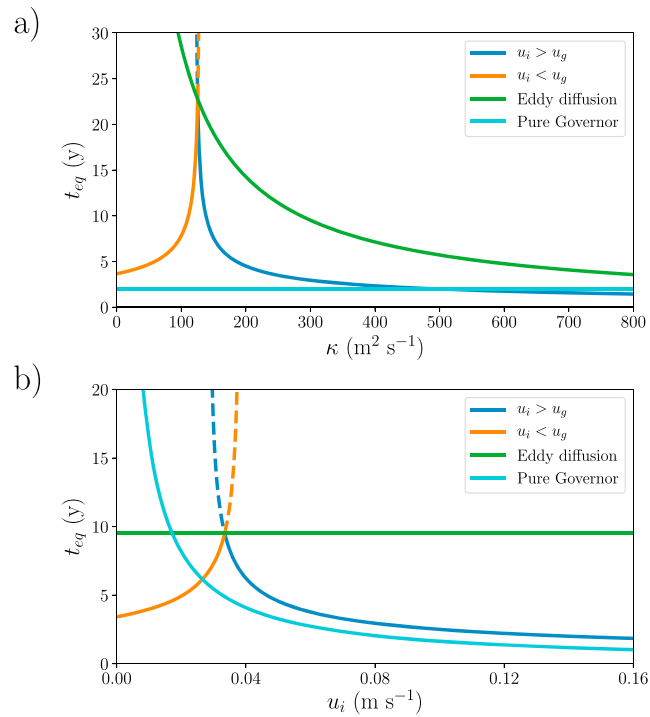 a)
30
25
20
15
10
5
0
t_eq (y)
u_i > u_g
u_i < u_g
Eddy diffusion
Pure Governor
0 100 200 300 400 500 600 700 800
κ (m² s⁻¹)
b)
20
15
10
5
0
t_eq (y)
u_i > u_g
u_i < u_g
Eddy diffusion
Pure Governor
0.00 0.04 0.08 0.12 0.16
u_i (m s⁻¹)